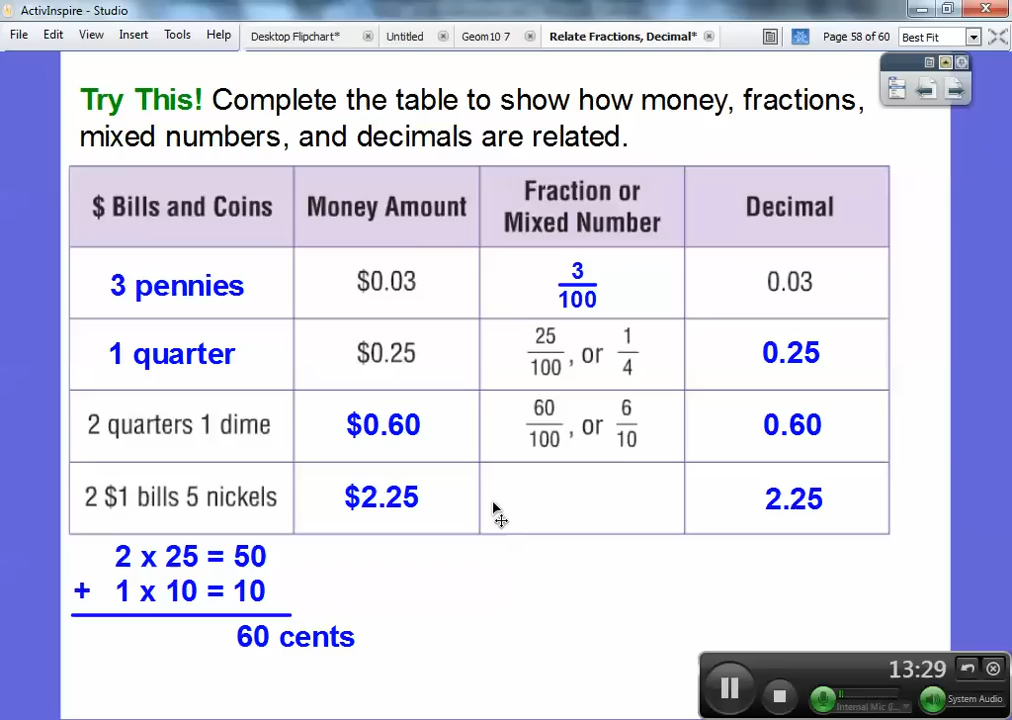 ActivInspire - Studio
File Edit View Insert Tools Help
Desktop Flipchart* Untitled Geom10 7 Relate Fractions, Decimal* Page 58 of 60 Best Fit
Try This! Complete the table to show how money, fractions,
mixed numbers, and decimals are related.
$ Bills and Coins Money Amount Fraction or Mixed Number Decimal
3 pennies $0.03 3/100 0.03
1 quarter $0.25 25/100, or 1/4 0.25
2 quarters 1 dime $0.60 60/100, or 6/10 0.60
2 $1 bills 5 nickels $2.25 2.25
2 x 25 = 50
+ 1 x 10 = 10
60 cents
13:29
Internal Mic System Audio